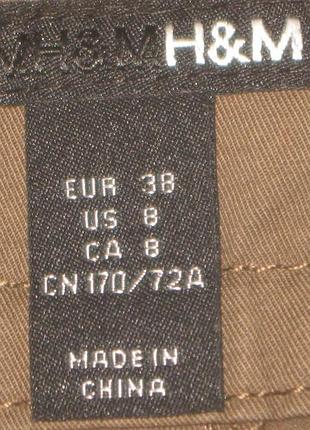 H&M H&M
EUR 38
US 8
CA 8
CN 170/72A
MADE IN
CHINA